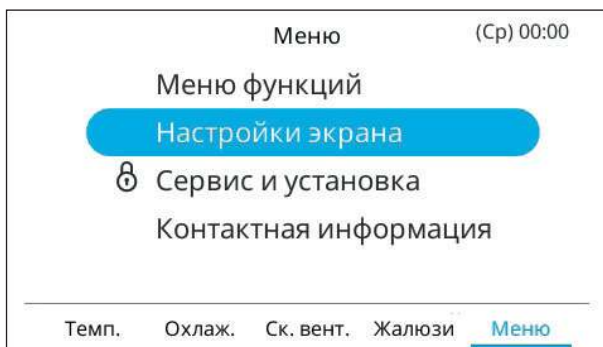 Меню (Ср) 00:00
Меню функций
Настройки экрана
Сервис и установка
Контактная информация
Темп. Охлаж. Ск. вент. Жалюзи Меню